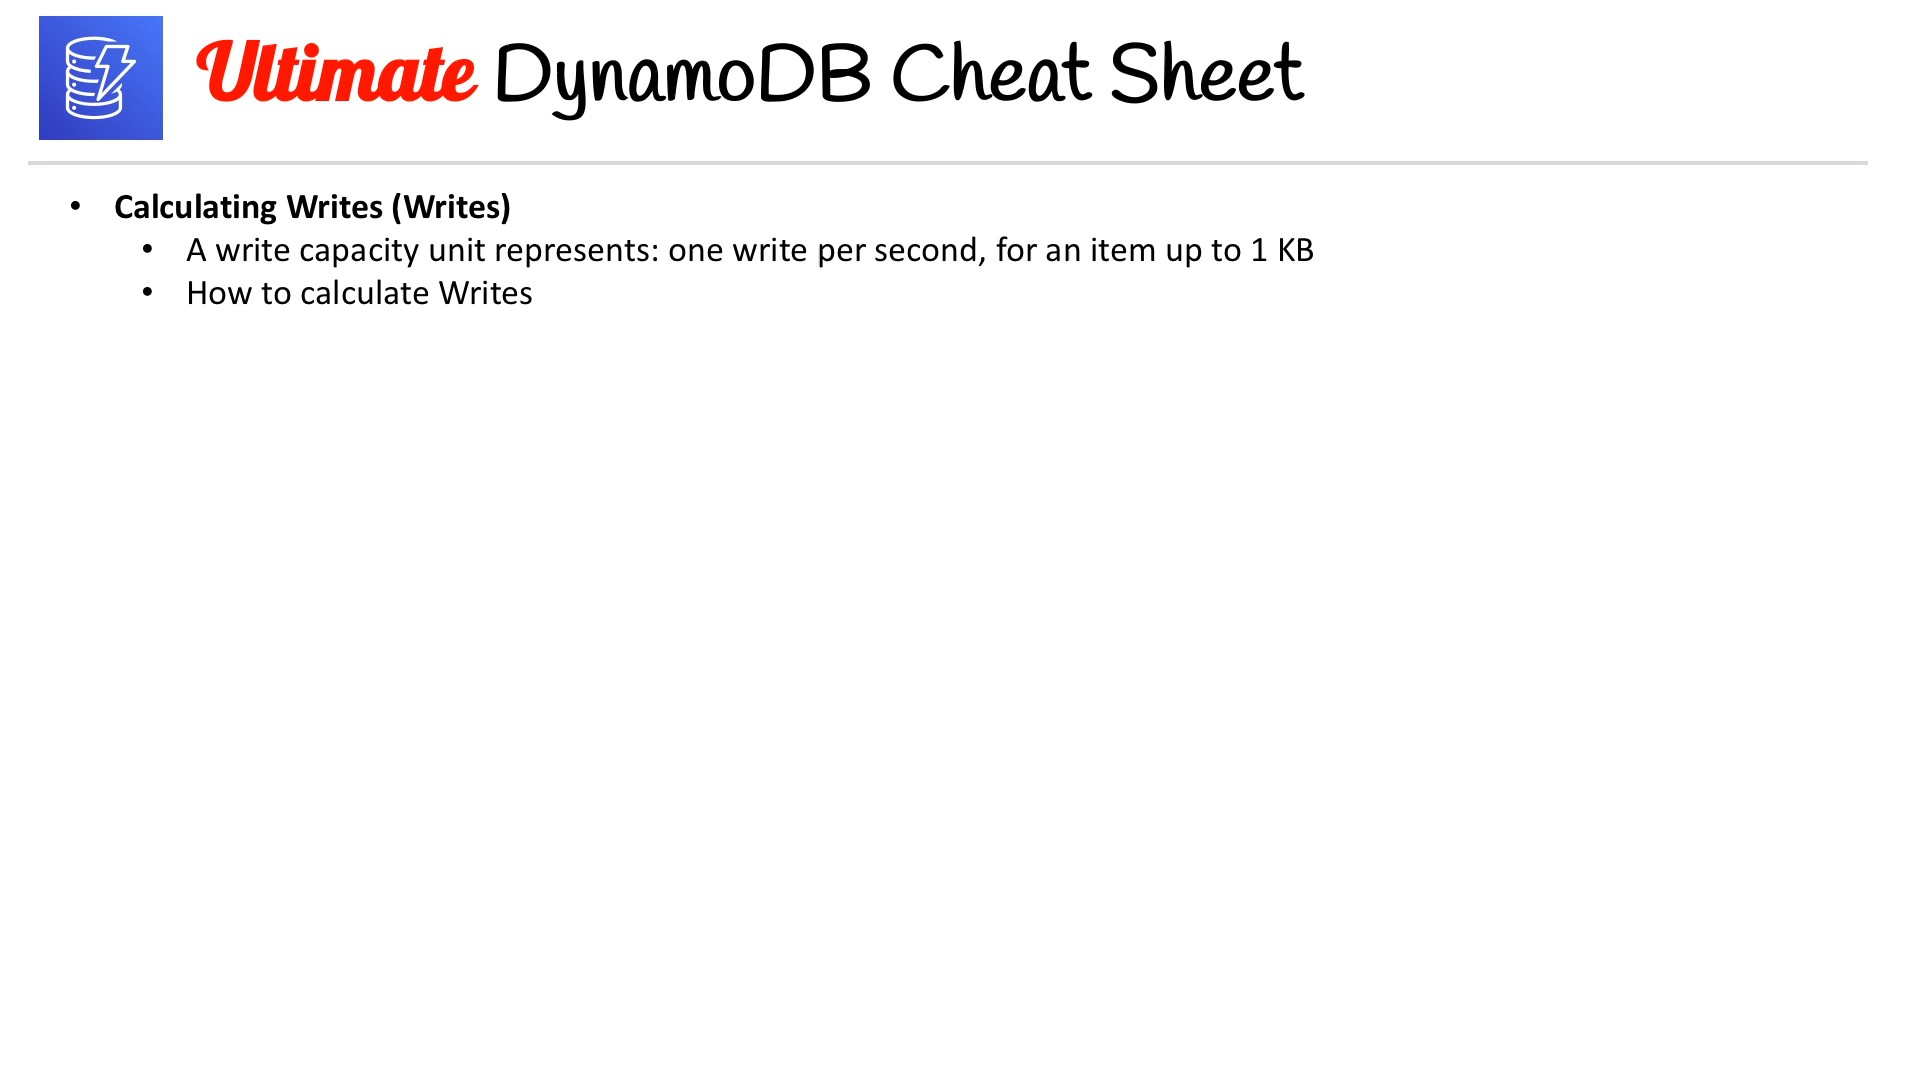 Ultimate DynamoDB Cheat Sheet
• Calculating Writes (Writes)
• A write capacity unit represents: one write per second, for an item up to 1 KB
• How to calculate Writes